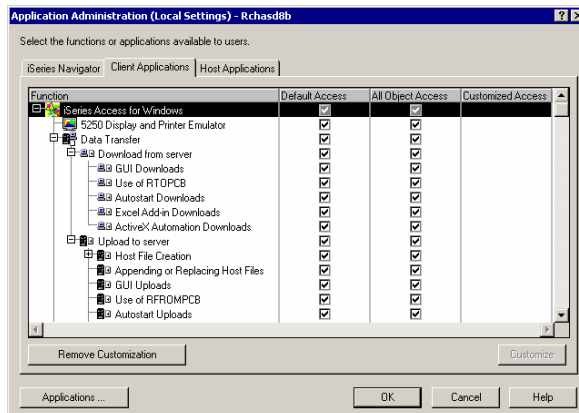 Application Administration (Local Settings) - Rchasd8b
Select the functions or applications available to users.
iSeries Navigator Client Applications Host Applications
Function Default Access All Object Access Customized Access
iSeries Access for Windows
5250 Display and Printer Emulator
Data Transfer
Download from server
GUI Downloads
Use of RTOPCB
Autostart Downloads
Excel Add-in Downloads
ActiveX Automation Downloads
Upload to server
Host File Creation
Appending or Replacing Host Files
GUI Uploads
Use of RFROMPCB
Autostart Uploads
Remove Customization Customize
Applications ... OK Cancel Help